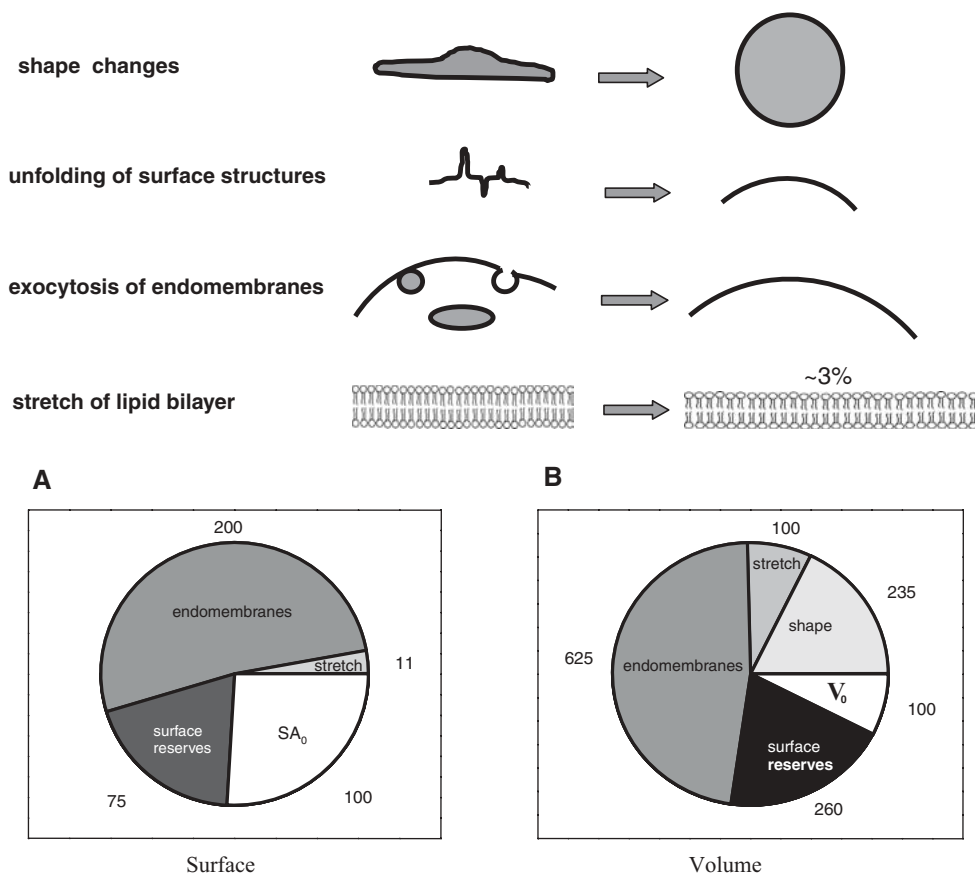 shape changes
unfolding of surface structures
exocytosis of endomembranes
stretch of lipid bilayer
~3%
A
200
endomembranes
stretch
11
surface
reserves
SA₀
75
100
Surface
B
100
stretch
235
shape
625
endomembranes
V₀
100
surface
reserves
260
Volume